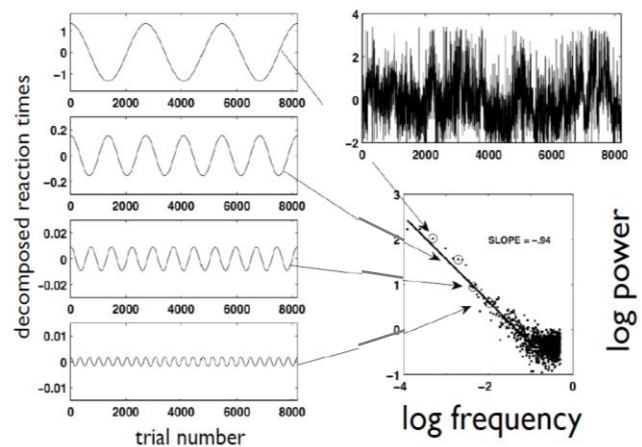 decomposed reaction times
1
0
−1
0 2000 4000 6000 8000
0.2
0
−0.2
0 2000 4000 6000 8000
0.02
0
−0.02
0 2000 4000 6000 8000
0.01
0
−0.01
0 2000 4000 6000 8000
trial number
4
2
0
−2
0 2000 4000 6000 8000
3
2
1
−0
−1
−4 −2 0
SLOPE = −.94
log power
log frequency